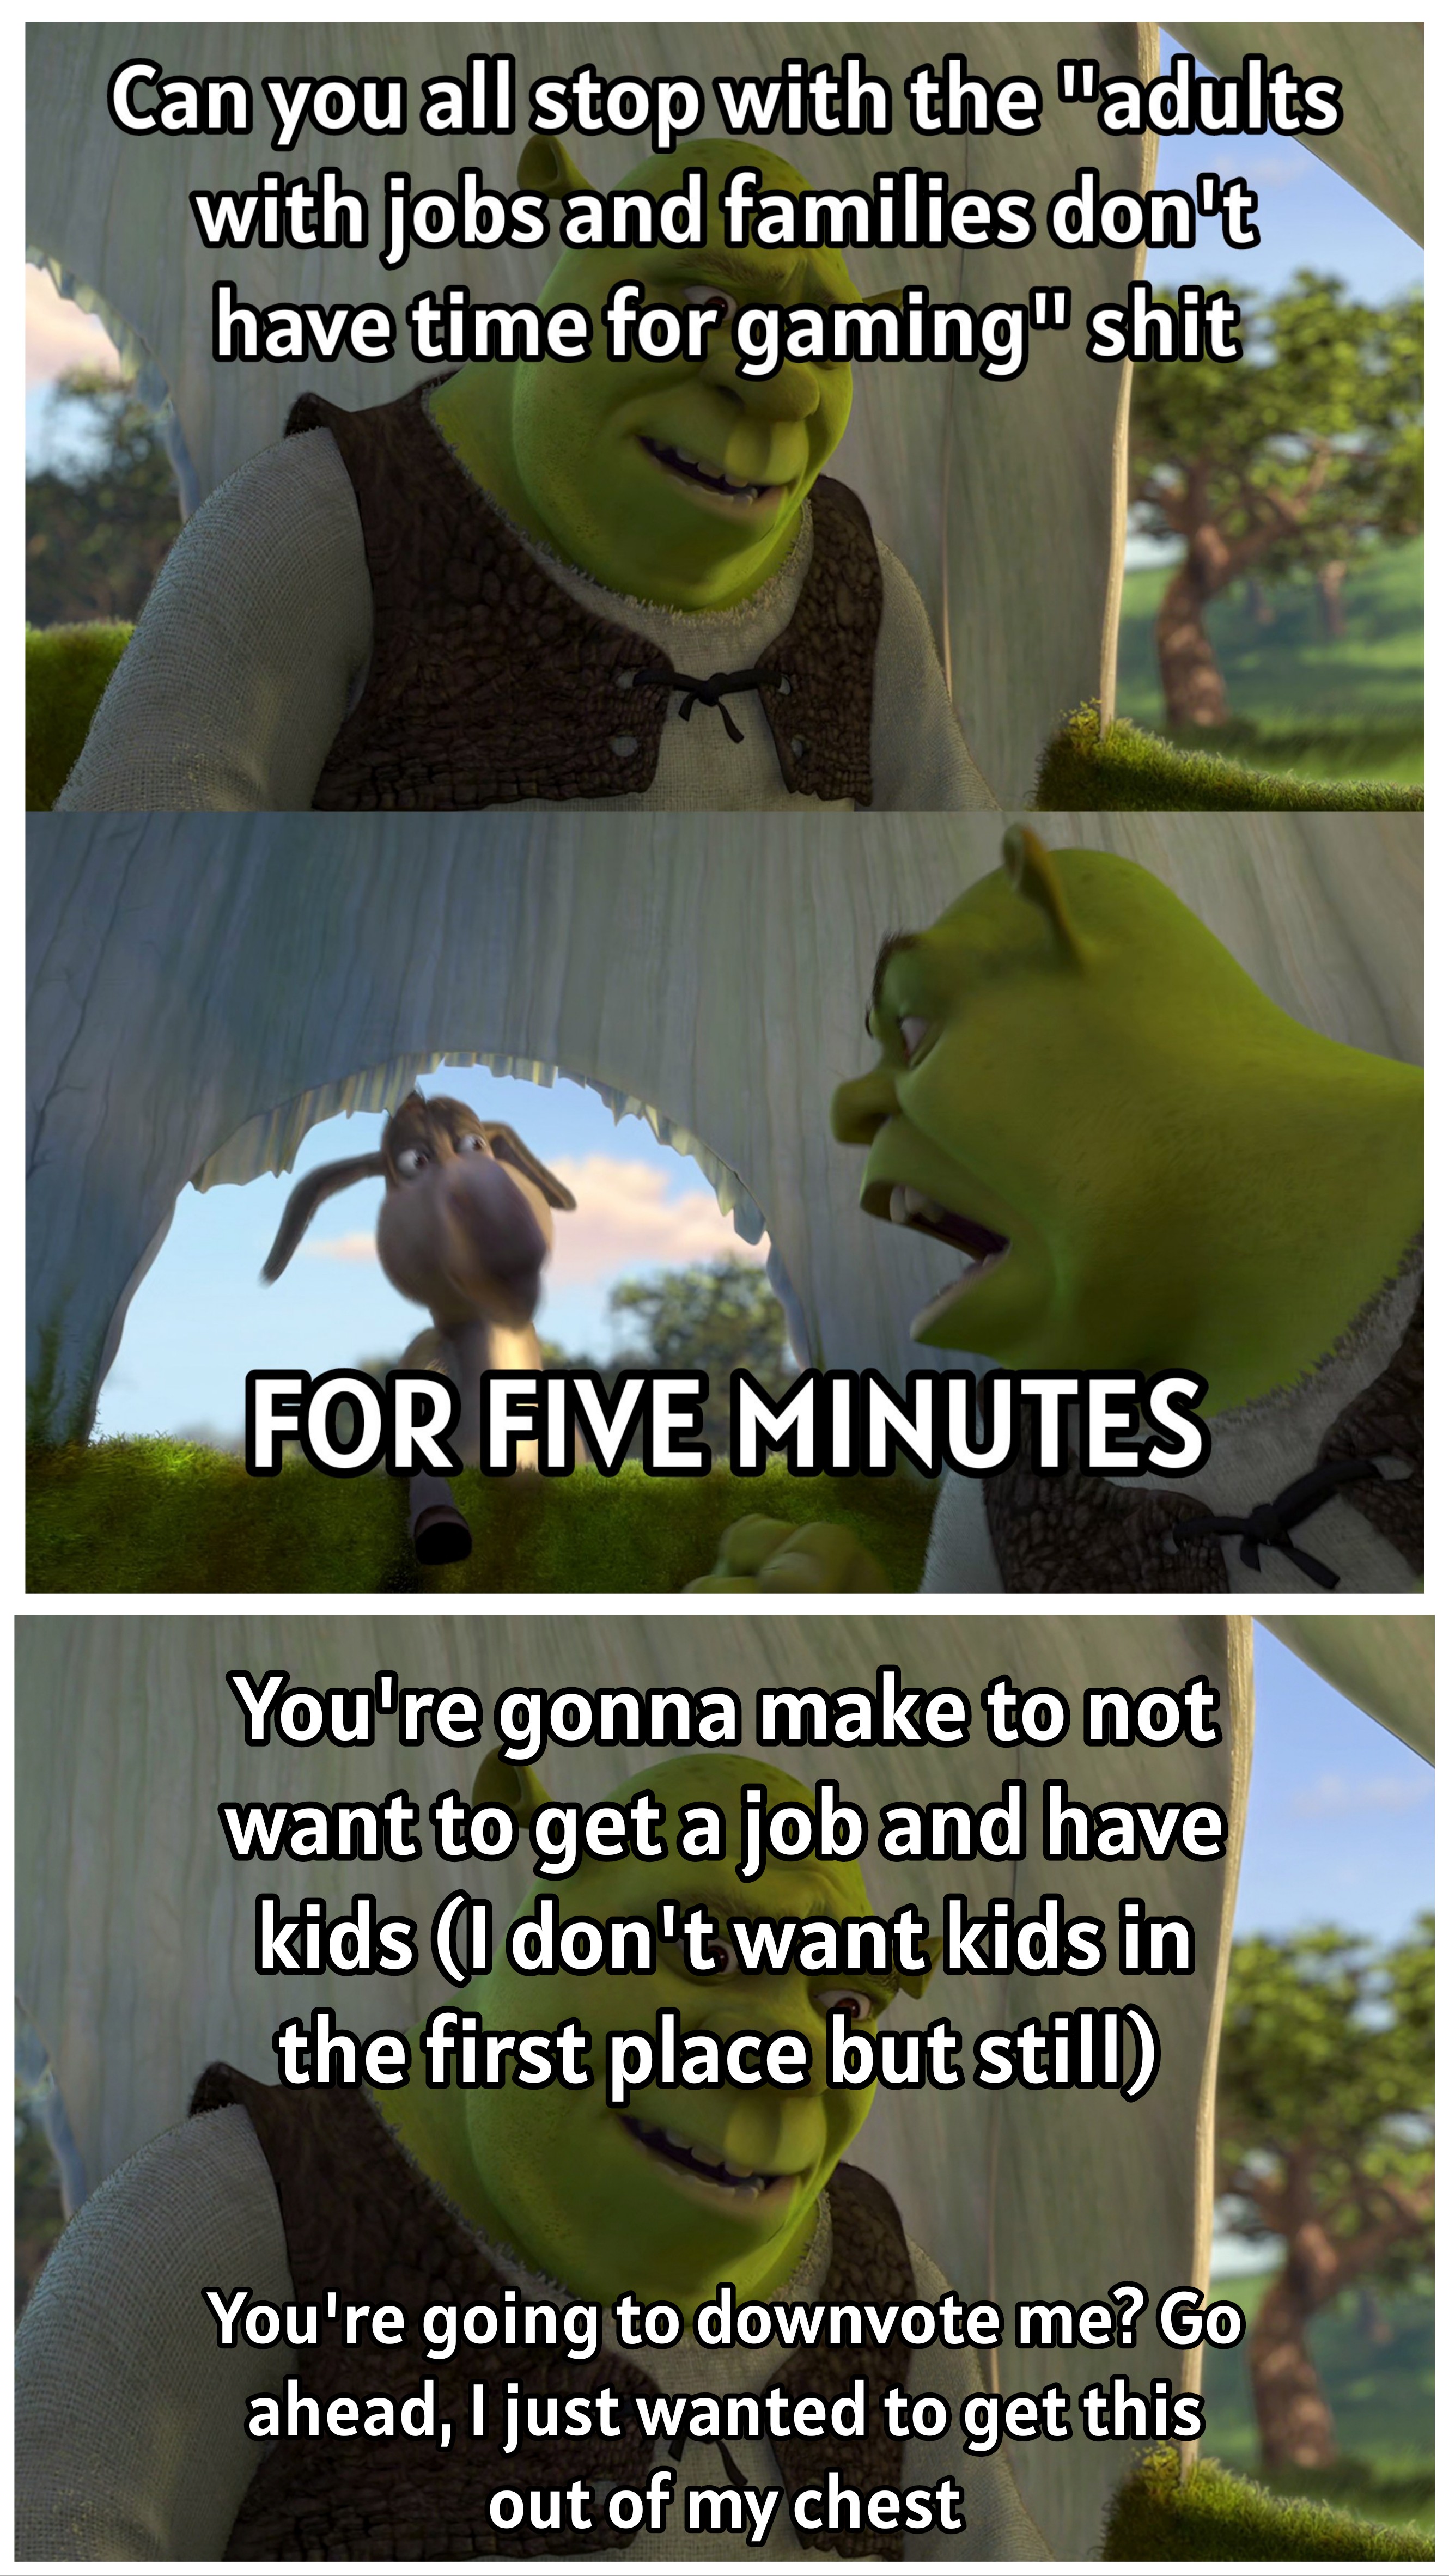 Can you all stop with the "adults
with jobs and families don't
have time for gaming" shit
FOR FIVE MINUTES
You're gonna make to not
want to get a job and have
kids (I don't want kids in
the first place but still)
You're going to downvote me? Go
ahead, I just wanted to get this
out of my chest